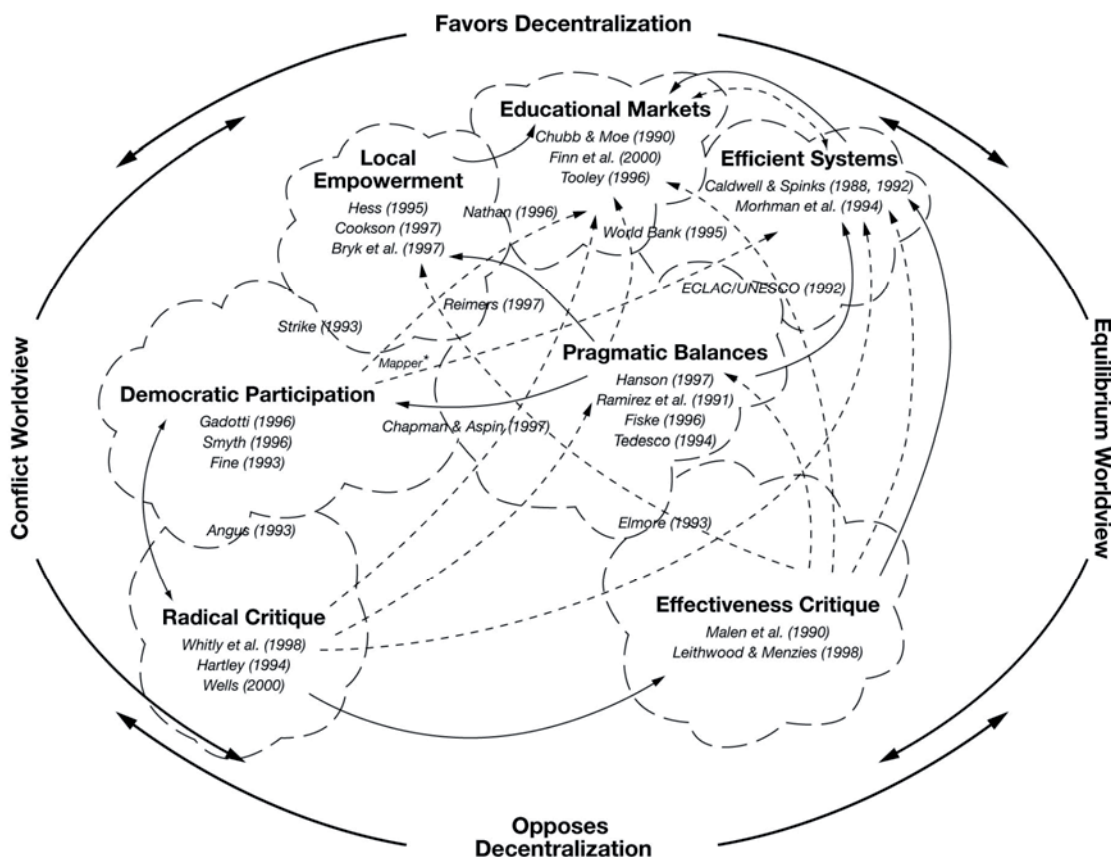 Favors Decentralization
Educational Markets
Chubb & Moe (1990)
Finn et al. (2000)
Tooley (1996)
Efficient Systems
Caldwell & Spinks (1988, 1992)
Morhman et al. 1994)
Local
Empowerment
Hess (1995)
Cookson (1997)
Bryk et al. (1997)
Nathan (1996)
World Bank (1995)
ECLAC/UNESCO (1992)
Reimers (1997)
Strike (1993)
Mapper*
Pragmatic Balances
Hanson (1997)
Ramirez et al. (1991)
Fiske (1996)
Tedesco (1994)
Democratic Participation
Gadotti (1996)
Smyth (1996)
Fine (1993)
Chapman & Aspin (1997)
Conflict Worldview
Equilibrium Worldview
Angus (1993)
Elmore (1993)
Radical Critique
Whitly et al. (1998)
Hartley (1994)
Wells (2000)
Effectiveness Critique
Malen et al. (1990)
Leithwood & Menzies (1998)
Opposes
Decentralization